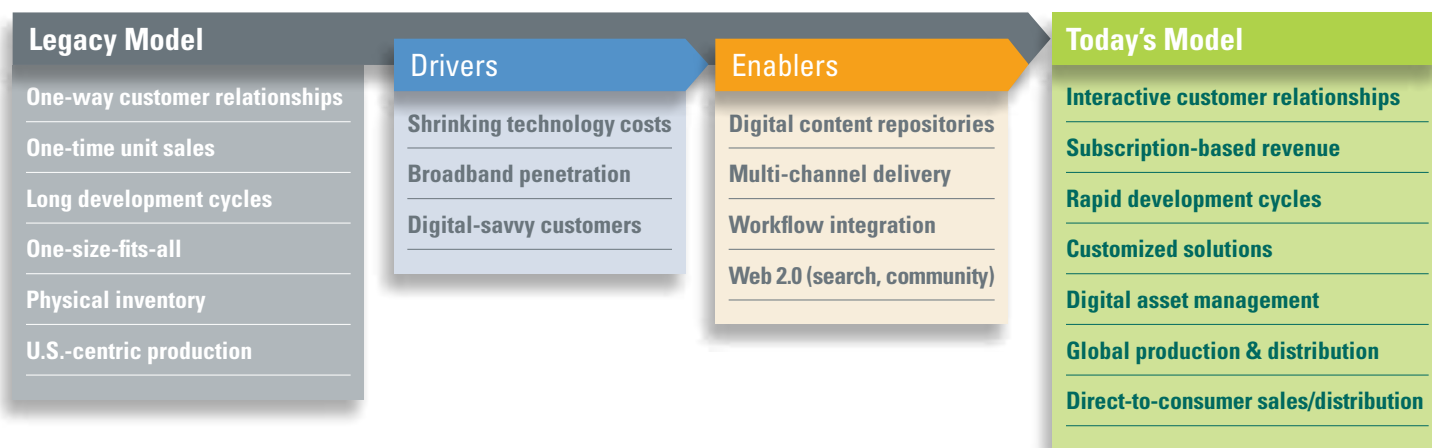 Legacy Model
One-way customer relationships
One-time unit sales
Long development cycles
One-size-fits-all
Physical inventory
U.S.-centric production
Drivers
Shrinking technology costs
Broadband penetration
Digital-savvy customers
Enablers
Digital content repositories
Multi-channel delivery
Workflow integration
Web 2.0 (search, community)
Today’s Model
Interactive customer relationships
Subscription-based revenue
Rapid development cycles
Customized solutions
Digital asset management
Global production & distribution
Direct-to-consumer sales/distribution